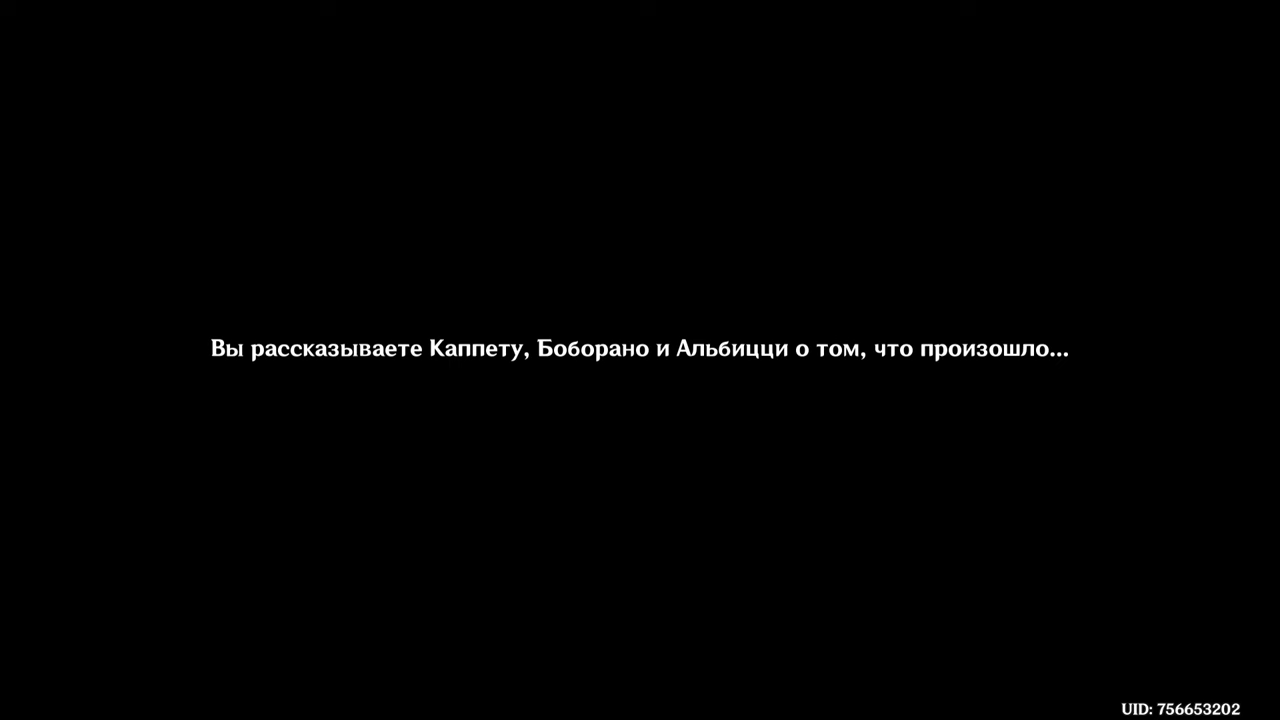 Вы рассказываете Каппету, Боборано и Альбицци о том, что произошло...
UID: 756653202